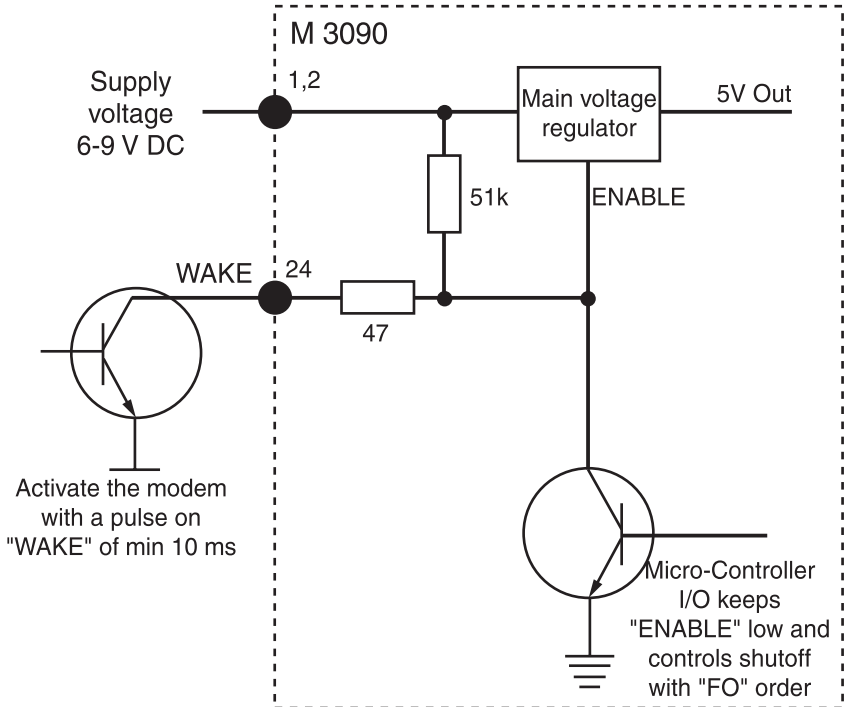 M 3090
Supply
voltage
6-9 V DC
1,2
Main voltage
regulator
5V Out
51k
ENABLE
WAKE
24
47
Activate the modem
with a pulse on
"WAKE" of min 10 ms
Micro-Controller
I/O keeps
"ENABLE" low and
controls shutoff
with "FO" order